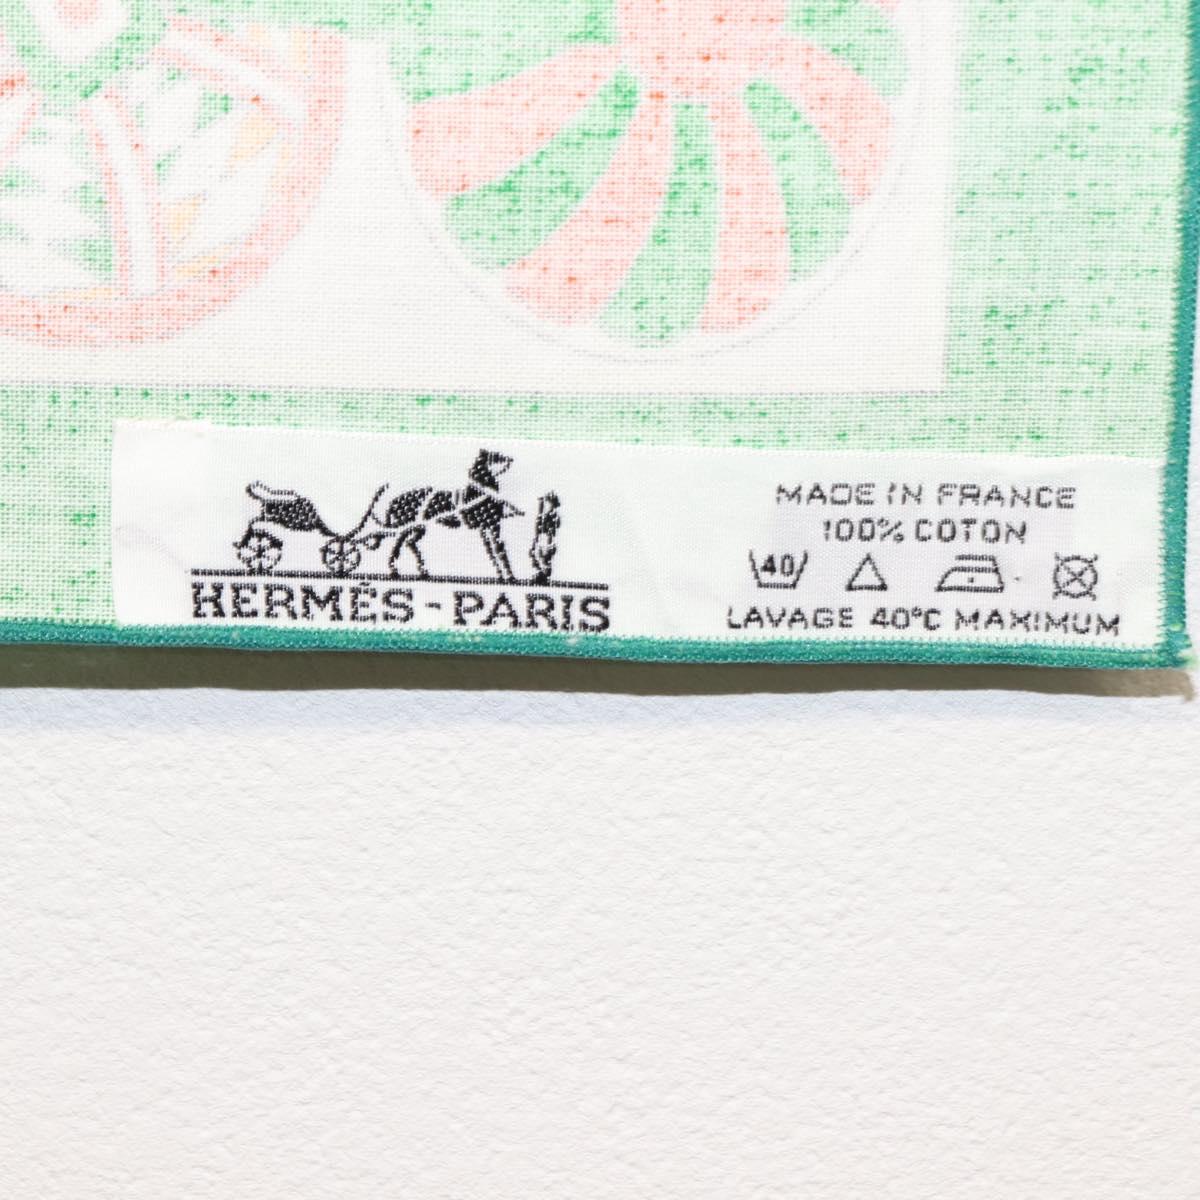 HERMÈS-PARIS
MADE IN FRANCE
100% COTON
40
LAVAGE 40°C MAXIMUM